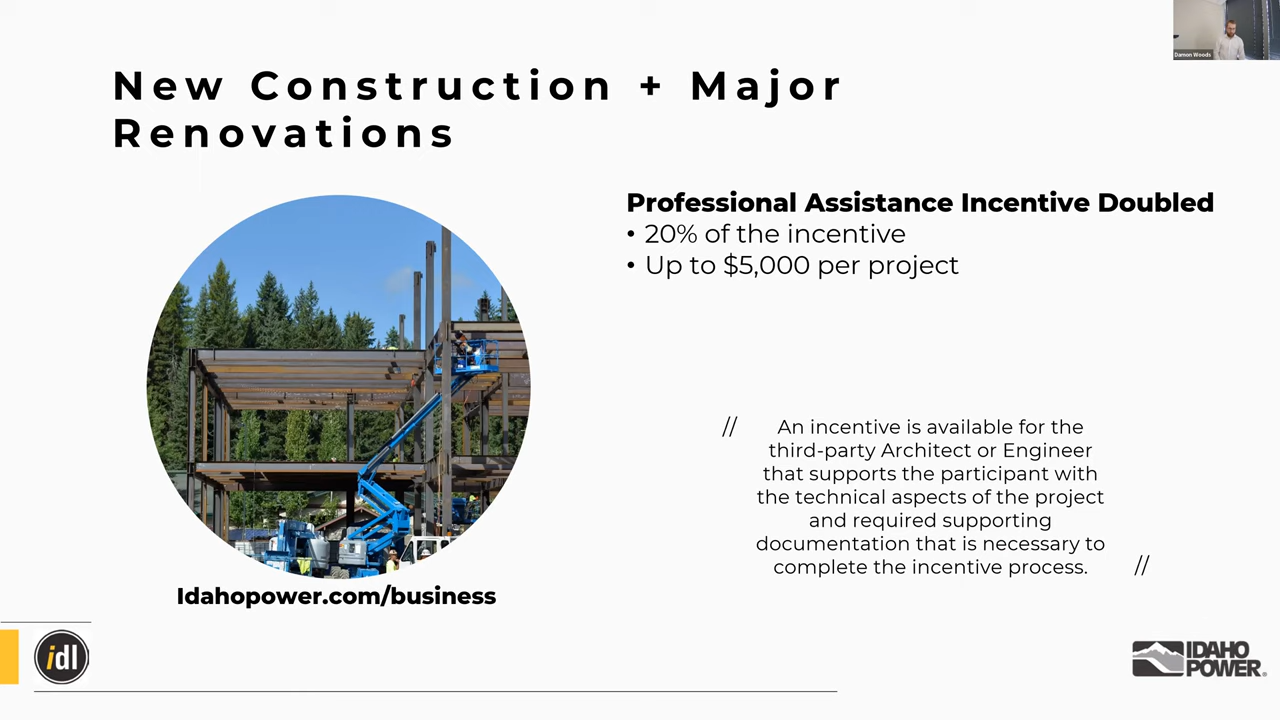 Damon Woods
New Construction + Major
Renovations
Professional Assistance Incentive Doubled
• 20% of the incentive
• Up to $5,000 per project
// An incentive is available for the
third-party Architect or Engineer
that supports the participant with
the technical aspects of the project
and required supporting
documentation that is necessary to
complete the incentive process. //
Idahopower.com/business
idl
IDAHO
POWER®